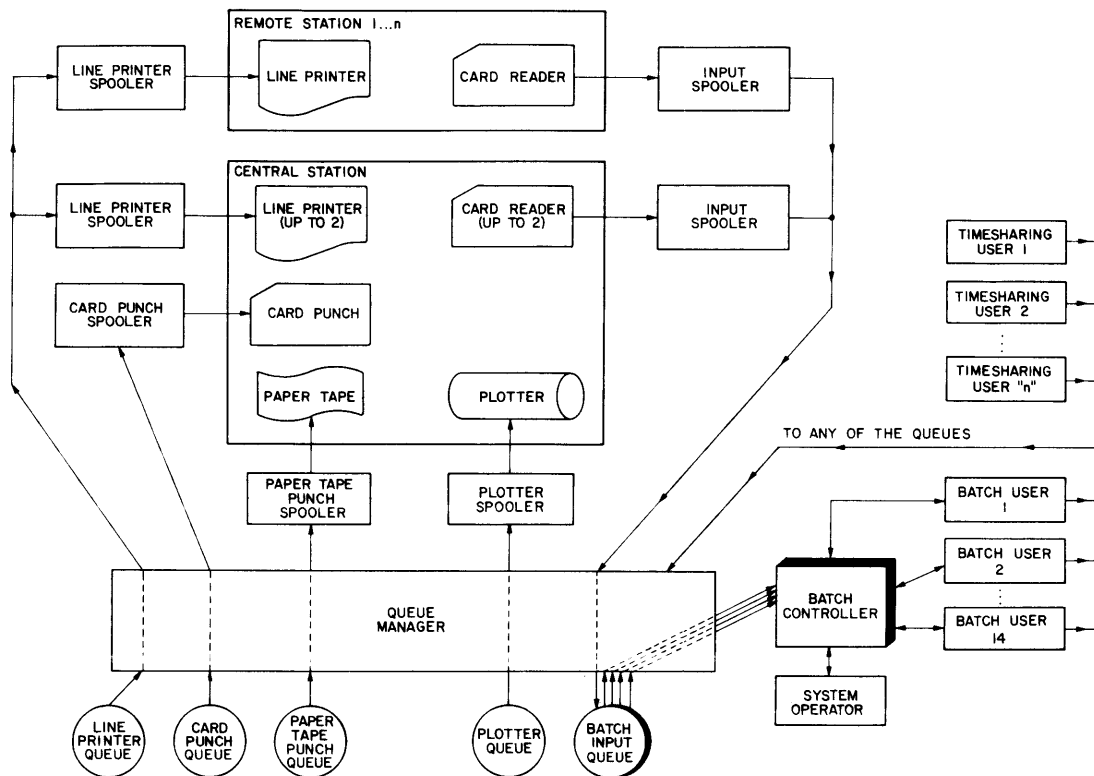 REMOTE STATION 1...n
LINE PRINTER
SPOOLER
LINE PRINTER
CARD READER
INPUT
SPOOLER
CENTRAL STATION
LINE PRINTER
SPOOLER
LINE PRINTER
(UP TO 2)
CARD READER
(UP TO 2)
INPUT
SPOOLER
TIMESHARING
USER 1
CARD PUNCH
SPOOLER
CARD PUNCH
TIMESHARING
USER 2
PAPER TAPE
PLOTTER
TIMESHARING
USER "n"
TO ANY OF THE QUEUES
PAPER TAPE
PUNCH
SPOOLER
PLOTTER
SPOOLER
BATCH USER
1
BATCH USER
2
QUEUE
MANAGER
BATCH
CONTROLLER
BATCH USER
14
SYSTEM
OPERATOR
LINE
PRINTER
QUEUE
CARD
PUNCH
QUEUE
PAPER
TAPE
PUNCH
QUEUE
PLOTTER
QUEUE
BATCH
INPUT
QUEUE